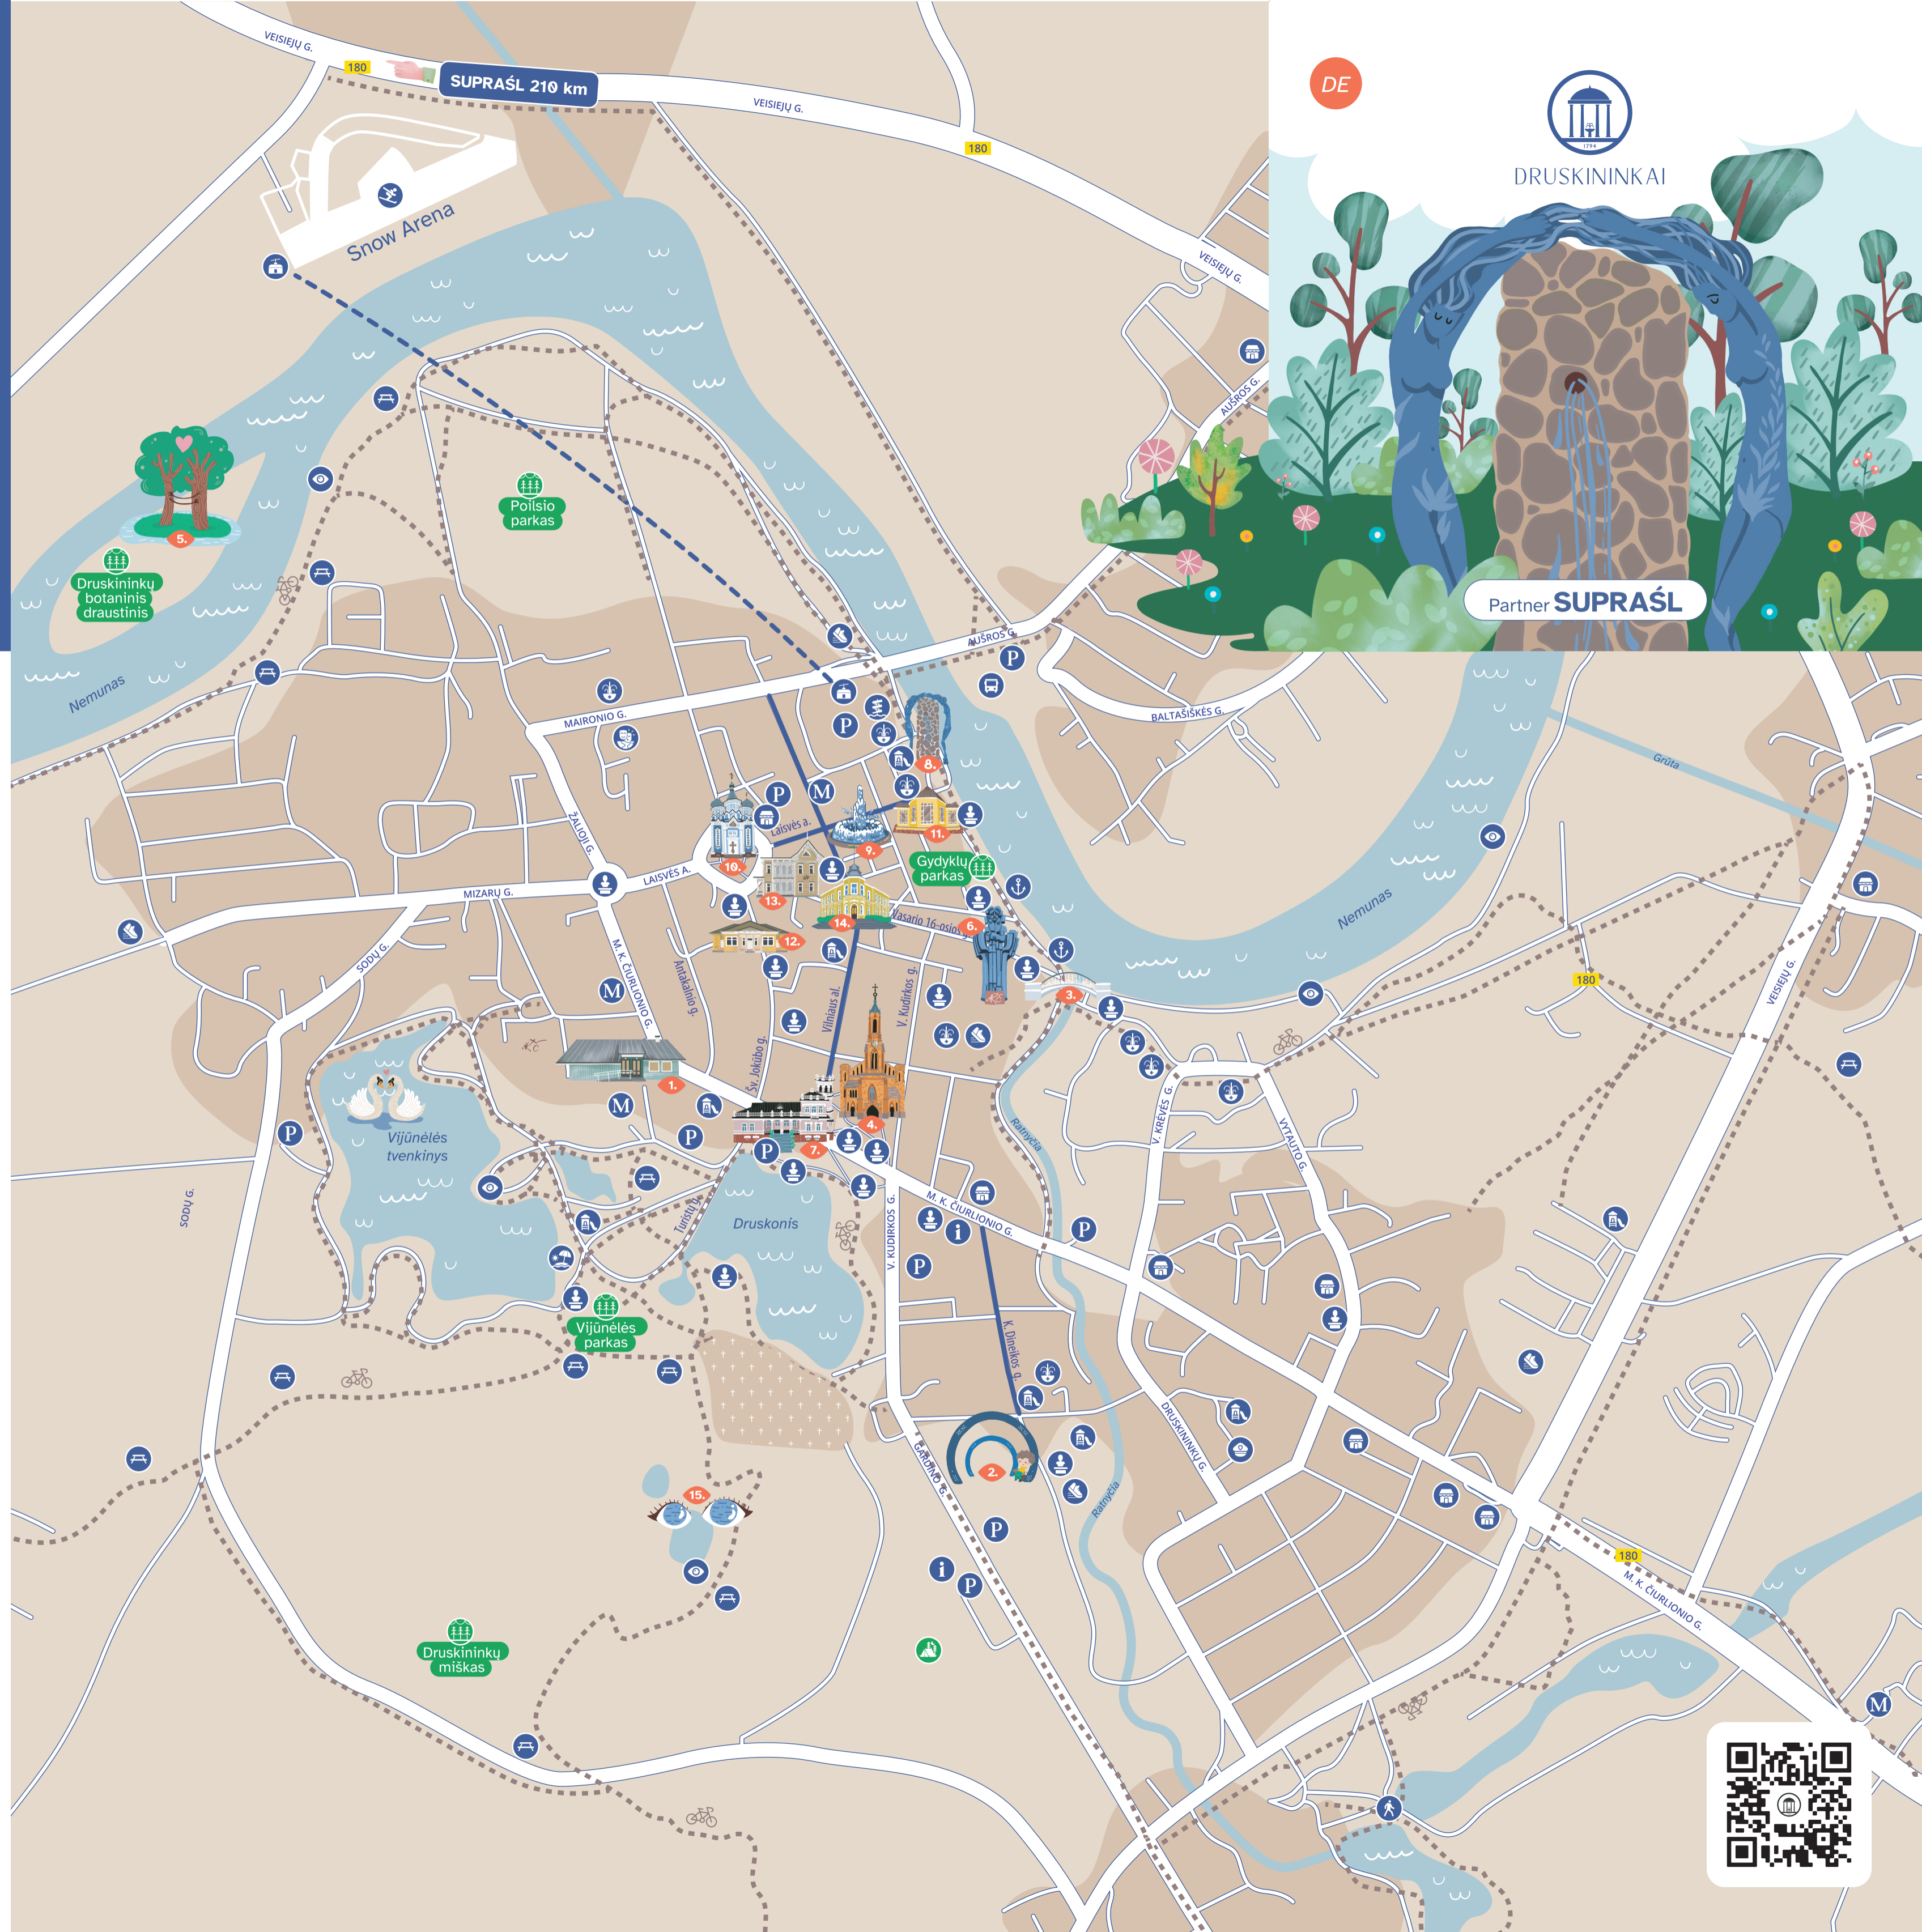 VEISIEJŲ G.
180
SUPRAŚL 210 km
VEISIEJŲ G.
180
VEISIEJŲ G.
DE
1794
DRUSKININKAI
Snow Arena
AUŠROS G.
5.
Poilsio
parkas
Druskininkų
botaninis
draustinis
Partner SUPRAŚL
Nemunas
AUŠROS G.
P
BALTAŠIŠKĖS G.
MAIRONIO G.
P
8.
Grūta
P
M
ŽALIOJI G.
Laisvės a.
9.
11.
10.
LAISVĖS A.
Gydyklų
parkas
MIZARŲ G.
13.
14.
Vasario 16-osios g.
6.
12.
Nemunas
SODŲ G.
M. K. ČIURLIONIO G.
M
Antakalnio g.
Vilniaus al.
V. Kudirkos g.
3.
180
VEISIEJŲ G.
Šv. Jokūbo g.
1.
M
P
P
4.
7.
P
Vijūnėlės
tvenkinys
Ratnyčia
V. KRĖVĖS G.
VYTAUTO G.
SODŲ G.
Turistų g.
Druskonis
V. KUDIRKOS G.
M. K. ČIURLIONIO G.
i
P
P
Vijūnėlės
parkas
K. Dineikos g.
DRUSKININKŲ G.
GARDINO G.
2.
15.
Ratnyčia
P
i
P
180
M. K. ČIURLIONIO G.
Druskininkų
miškas
M